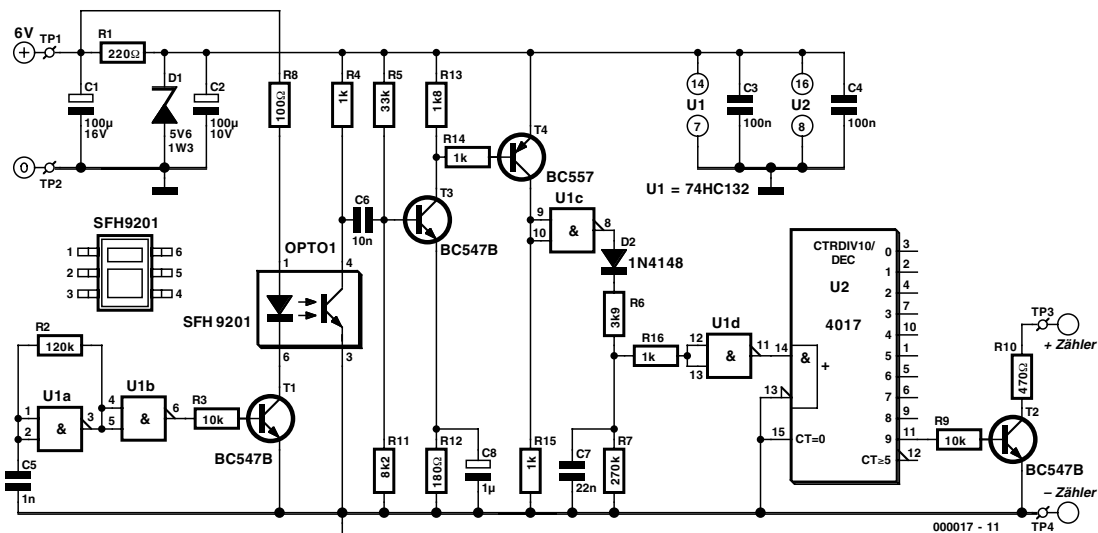 6V
TP1
R1
220Ω
C1
100µ
16V
D1
5V6
1W3
C2
100µ
10V
0
TP2
R8
100Ω
R4
1k
R5
33k
R13
1k8
R14
1k
T4
BC557
14
U1
7
C3
100n
16
U2
8
C4
100n
U1 = 74HC132
SFH9201
1
2
3
6
5
4
OPTO1
1
4
SFH 9201
6
3
C6
10n
T3
BC547B
U1c
9
10
&
8
D2
1N4148
R6
3k9
R16
1k
U1d
12
13
&
11
CTRDIV10/
DEC
U2
4017
14
&
+
13
15
CT=0
0
3
1
2
2
4
3
7
4
10
5
1
6
5
7
6
8
9
9
11
CT≥5
12
R9
10k
TP3
+ Zähler
R10
470Ω
T2
BC547B
– Zähler
TP4
R2
120k
U1a
1
2
&
3
C5
1n
U1b
4
5
&
6
R3
10k
T1
BC547B
R11
8k2
R12
180Ω
C8
1µ
R15
1k
C7
22n
R7
270k
000017 - 11